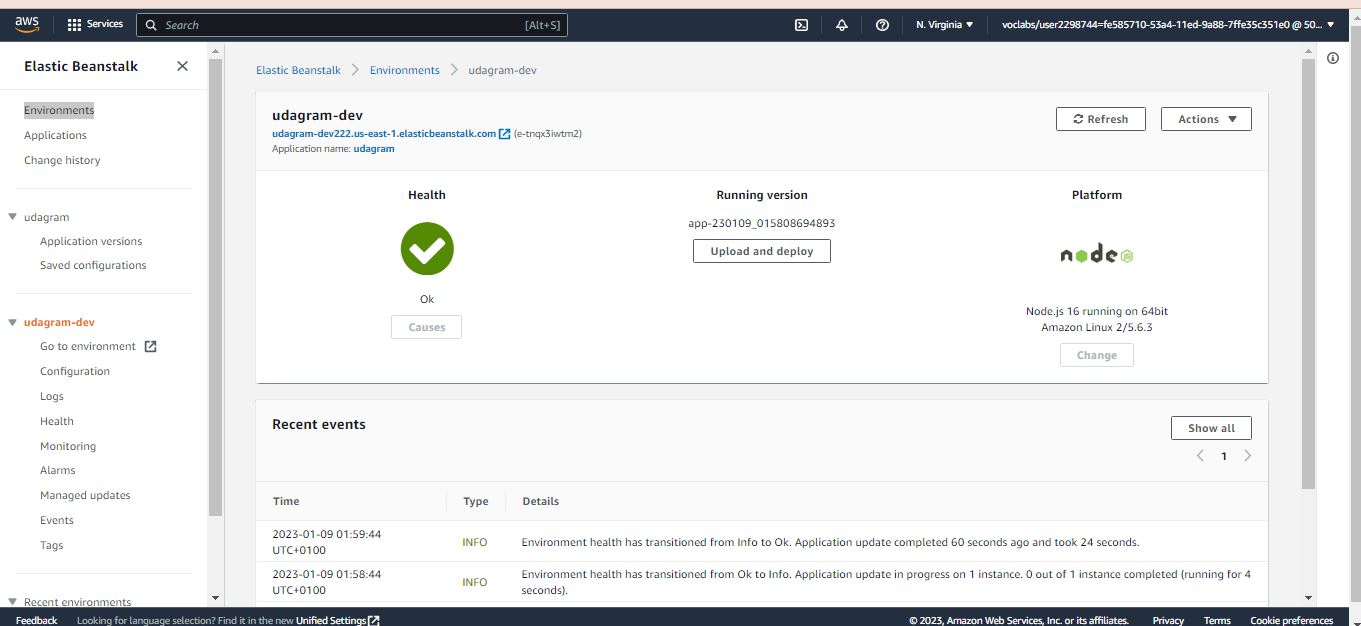 aws
Services
Search
[Alt+S]
N. Virginia
voclabs/user2298744=fe585710-53a4-11ed-9a88-7ffe35c351e0 @ 50...
Elastic Beanstalk
Environments
Applications
Change history
udagram
Application versions
Saved configurations
udagram-dev
Go to environment
Configuration
Logs
Health
Monitoring
Alarms
Managed updates
Events
Tags
Recent environments
Elastic Beanstalk > Environments > udagram-dev
udagram-dev
udagram-dev222.us-east-1.elasticbeanstalk.com (e-tnqx3iwtm2)
Application name: udagram
Refresh
Actions
Health
Ok
Causes
Running version
app-230109_015808694893
Upload and deploy
Platform
node
JS
Node.js 16 running on 64bit
Amazon Linux 2/5.6.3
Change
Recent events
Show all
1
Time
Type
Details
2023-01-09 01:59:44
UTC+0100
INFO
Environment health has transitioned from Info to Ok. Application update completed 60 seconds ago and took 24 seconds.
2023-01-09 01:58:44
UTC+0100
INFO
Environment health has transitioned from Ok to Info. Application update in progress on 1 instance. 0 out of 1 instance completed (running for 4
seconds).
Feedback
Looking for language selection? Find it in the new Unified Settings
© 2023, Amazon Web Services, Inc. or its affiliates.
Privacy
Terms
Cookie preferences